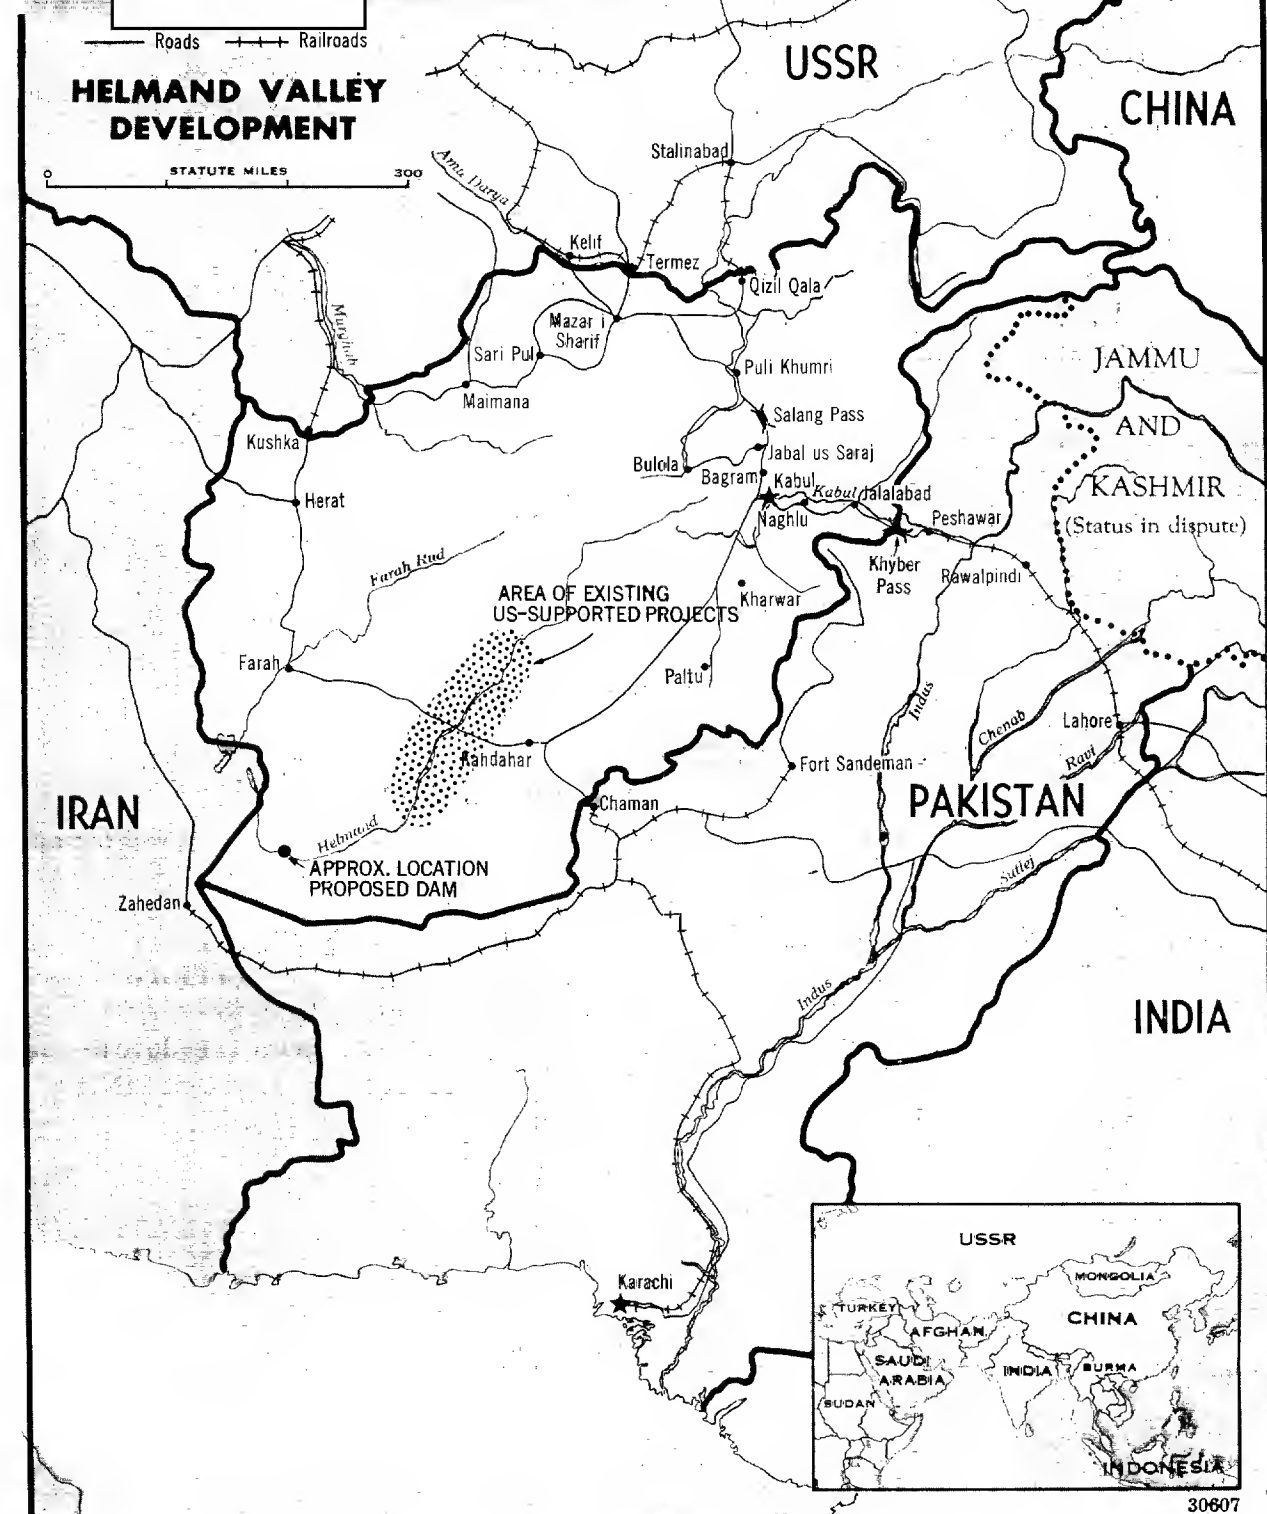 Roads Railroads
HELMAND VALLEY
DEVELOPMENT
0 STATUTE MILES 300
USSR
CHINA
Stalinabad
Amu Darya
Kelif
Termez
Qizil Qala
Murghab
Mazar i
Sharif
Sari Pul
JAMMU
Puli Khumri
Maimana
Salang Pass
AND
Kushka
Jabal us Saraj
Bulola
Bagram
Kabul
KASHMIR
Herat
Kabul
Jalalabad
(Status in dispute)
Naghlu
Peshawar
Farah Rud
Khyber
Pass
Rawalpindi
AREA OF EXISTING
US-SUPPORTED PROJECTS
Kharwar
Farah
Paltu
Indus
Chenab
Lahore
Ravi
Kahdahar
Fort Sandeman
IRAN
Chaman
PAKISTAN
Helmand
APPROX. LOCATION
PROPOSED DAM
Sutlej
Zahedan
Indus
INDIA
Karachi
USSR
MONGOLIA
TURKEY
CHINA
AFGHAN.
SAUDI
ARABIA
INDIA
BURMA
SUDAN
INDONESIA
30607